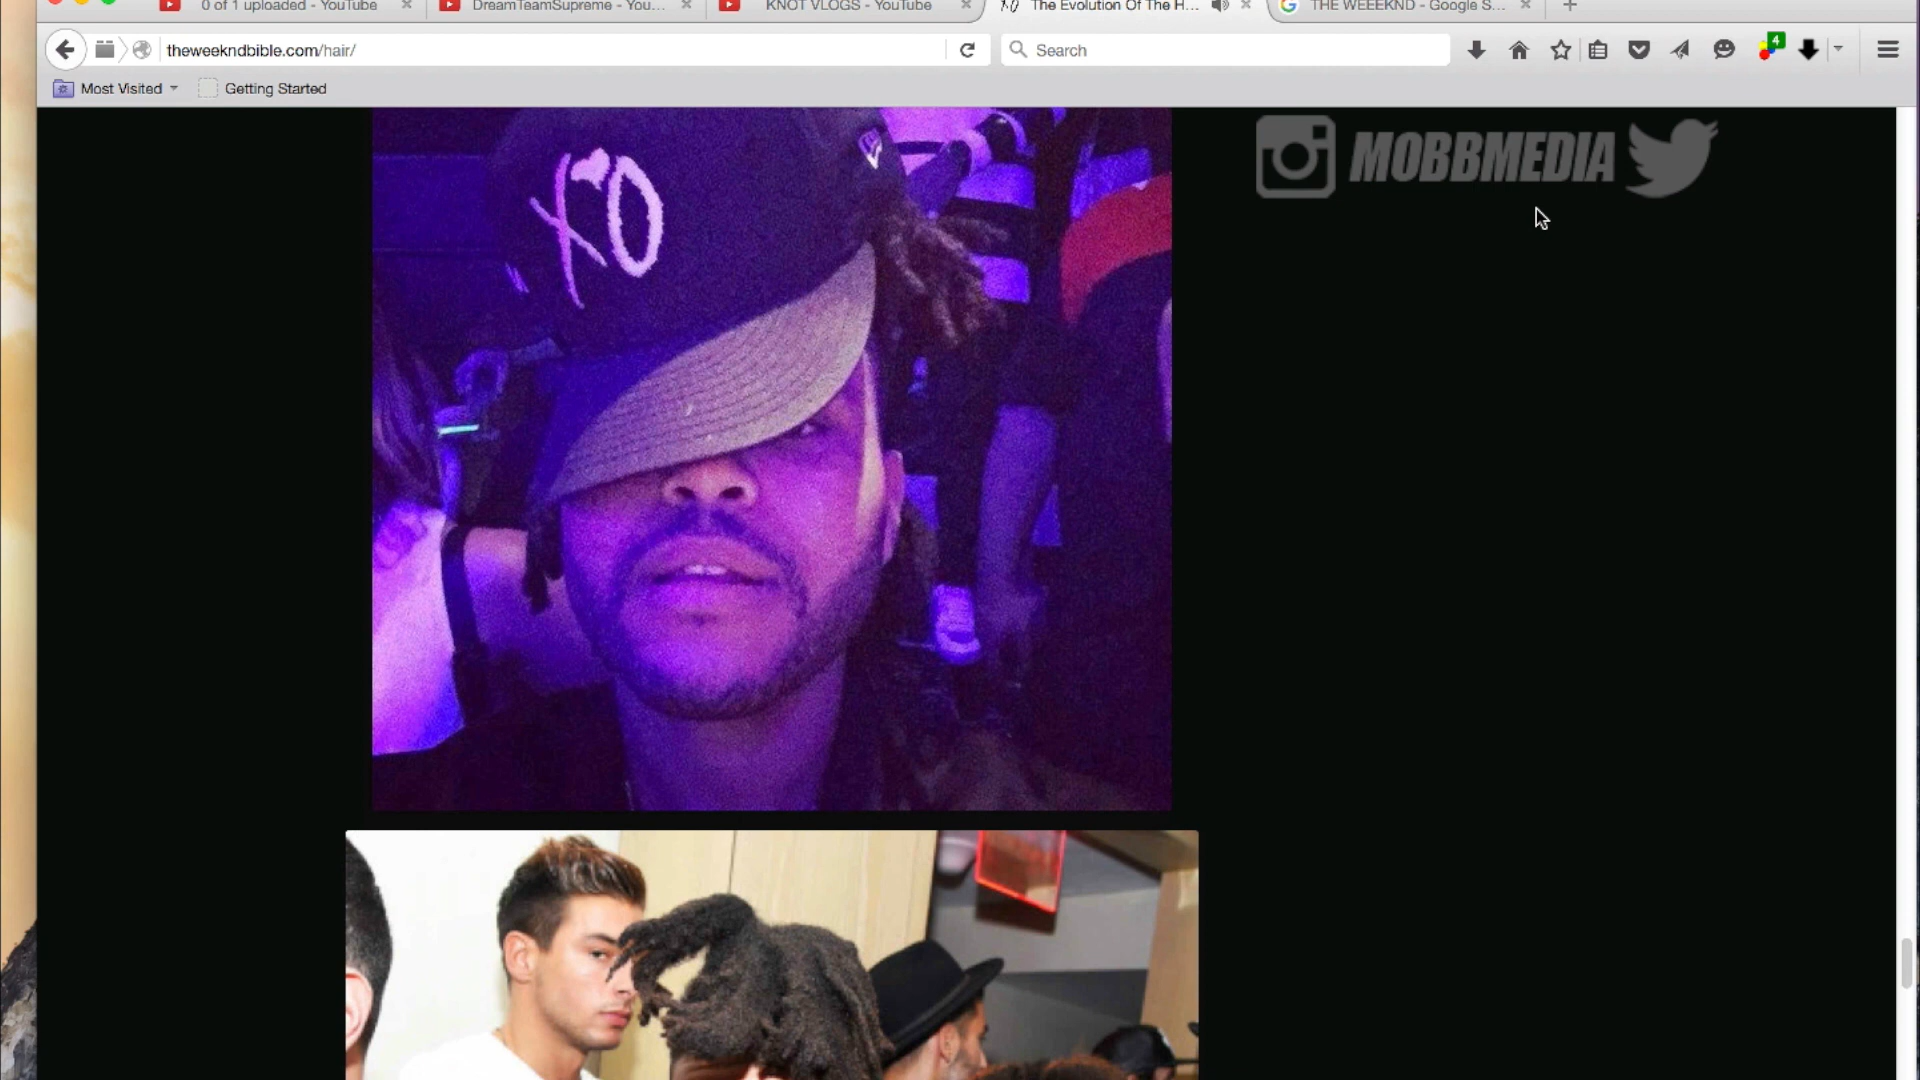 0 of 1 uploaded - YouTube
DreamTeamSupreme - You...
KNOT VLOGS - YouTube
The Evolution Of The H...
THE WEEEKND - Google S...
theweekndbible.com/hair/
Search
4
Most Visited
Getting Started
XO
MOBBMEDIA